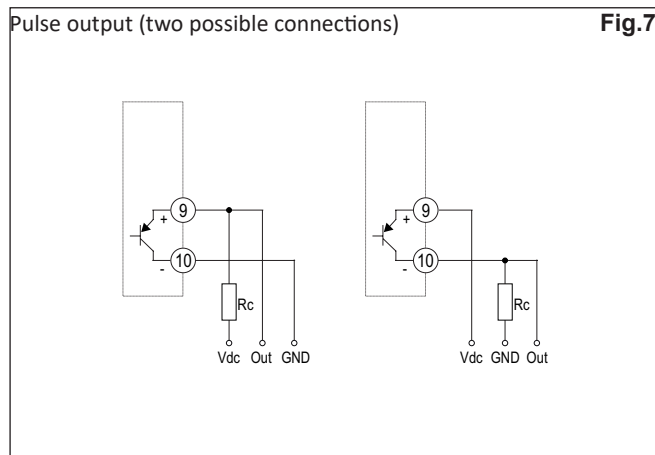 Pulse output (two possible connections) Fig.7
9 9
+ +
10 10
- -
Rc Rc
Vdc Out GND Vdc GND Out